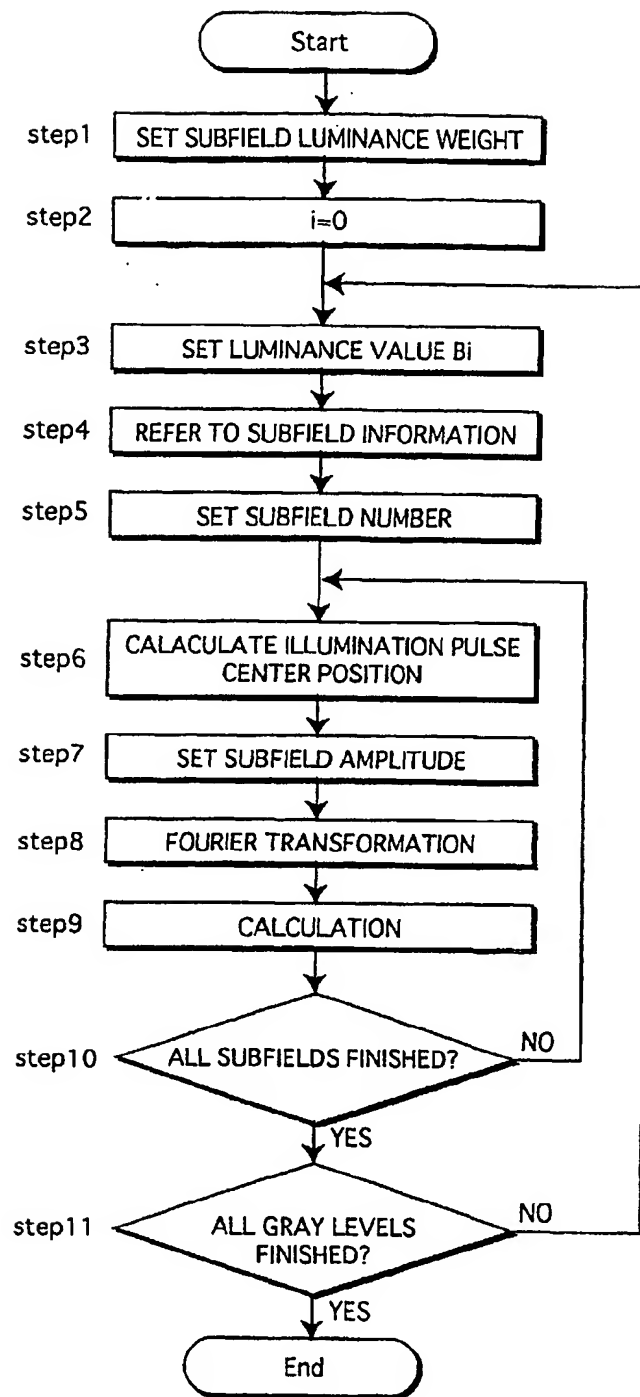 Start
step1 SET SUBFIELD LUMINANCE WEIGHT
step2 i=0
step3 SET LUMINANCE VALUE Bi
step4 REFER TO SUBFIELD INFORMATION
step5 SET SUBFIELD NUMBER
step6 CALACULATE ILLUMINATION PULSE
CENTER POSITION
step7 SET SUBFIELD AMPLITUDE
step8 FOURIER TRANSFORMATION
step9 CALCULATION
step10 ALL SUBFIELDS FINISHED? NO
YES
step11 ALL GRAY LEVELS NO
FINISHED?
YES
End